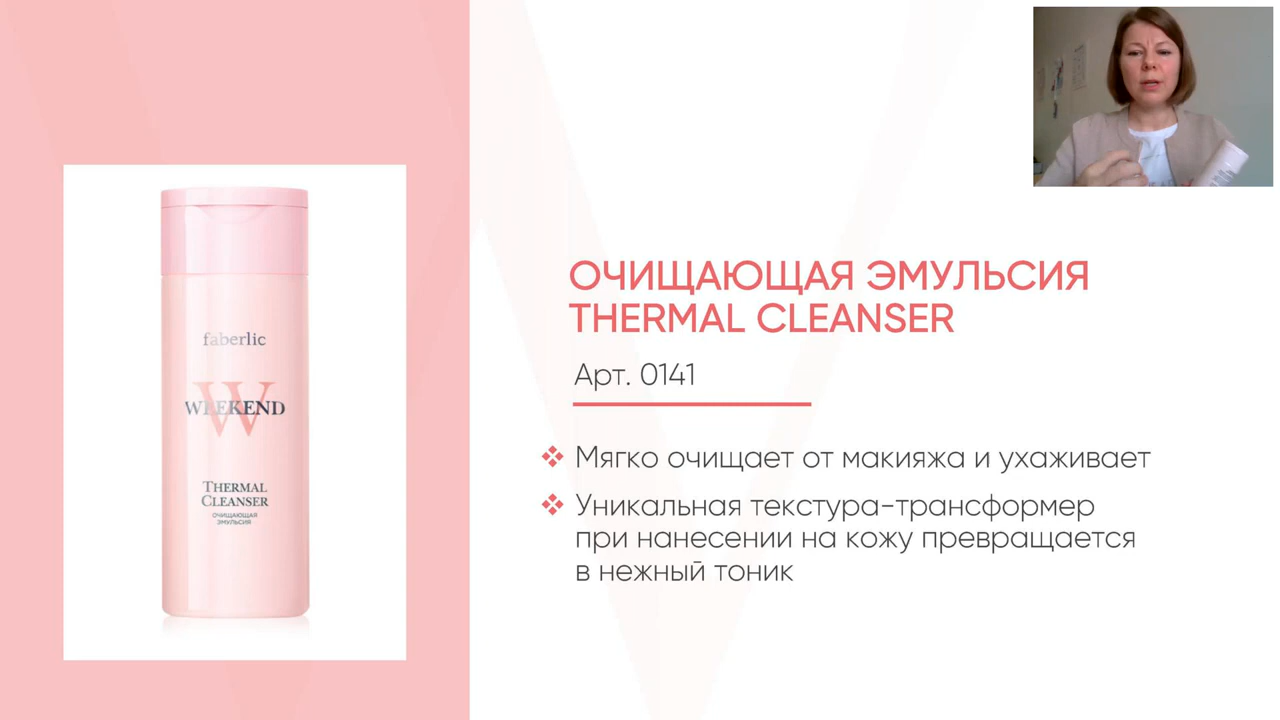 faberlic
W
WEEKEND
THERMAL
CLEANSER
ОЧИЩАЮЩАЯ
ЭМУЛЬСИЯ
ОЧИЩАЮЩАЯ ЭМУЛЬСИЯ
THERMAL CLEANSER
Арт. 0141
Мягко очищает от макияжа и ухаживает
Уникальная текстура-трансформер
при нанесении на кожу превращается
в нежный тоник